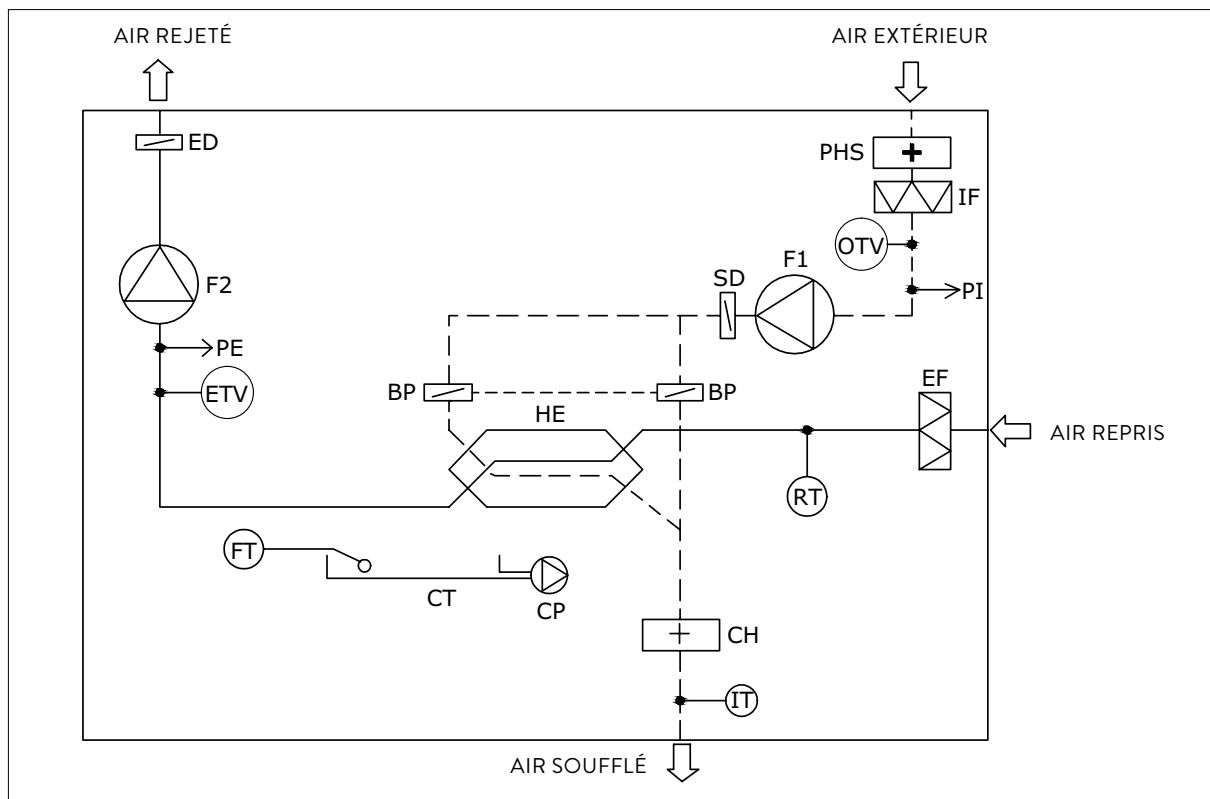 AIR REJETÉ
AIR EXTÉRIEUR
ED
PHS
IF
OTV
F1
SD
F2
PI
PE
ETV
BP
BP
EF
HE
AIR REPRIS
RT
FT
CT
CP
CH
IT
AIR SOUFFLÉ